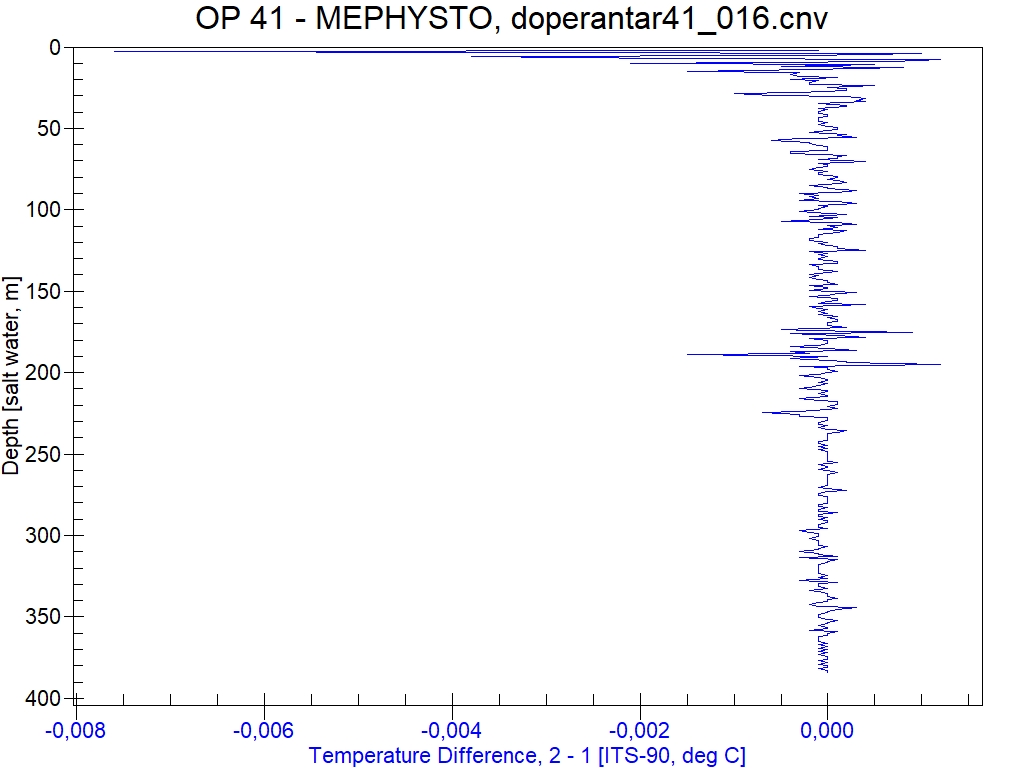 OP 41 - MEPHYSTO, doperantar41_016.cnv
0
50
100
150
200
250
300
350
400
Depth [salt water, m]
-0,008 -0,006 -0,004 -0,002 0,000
Temperature Difference, 2 - 1 [ITS-90, deg C]